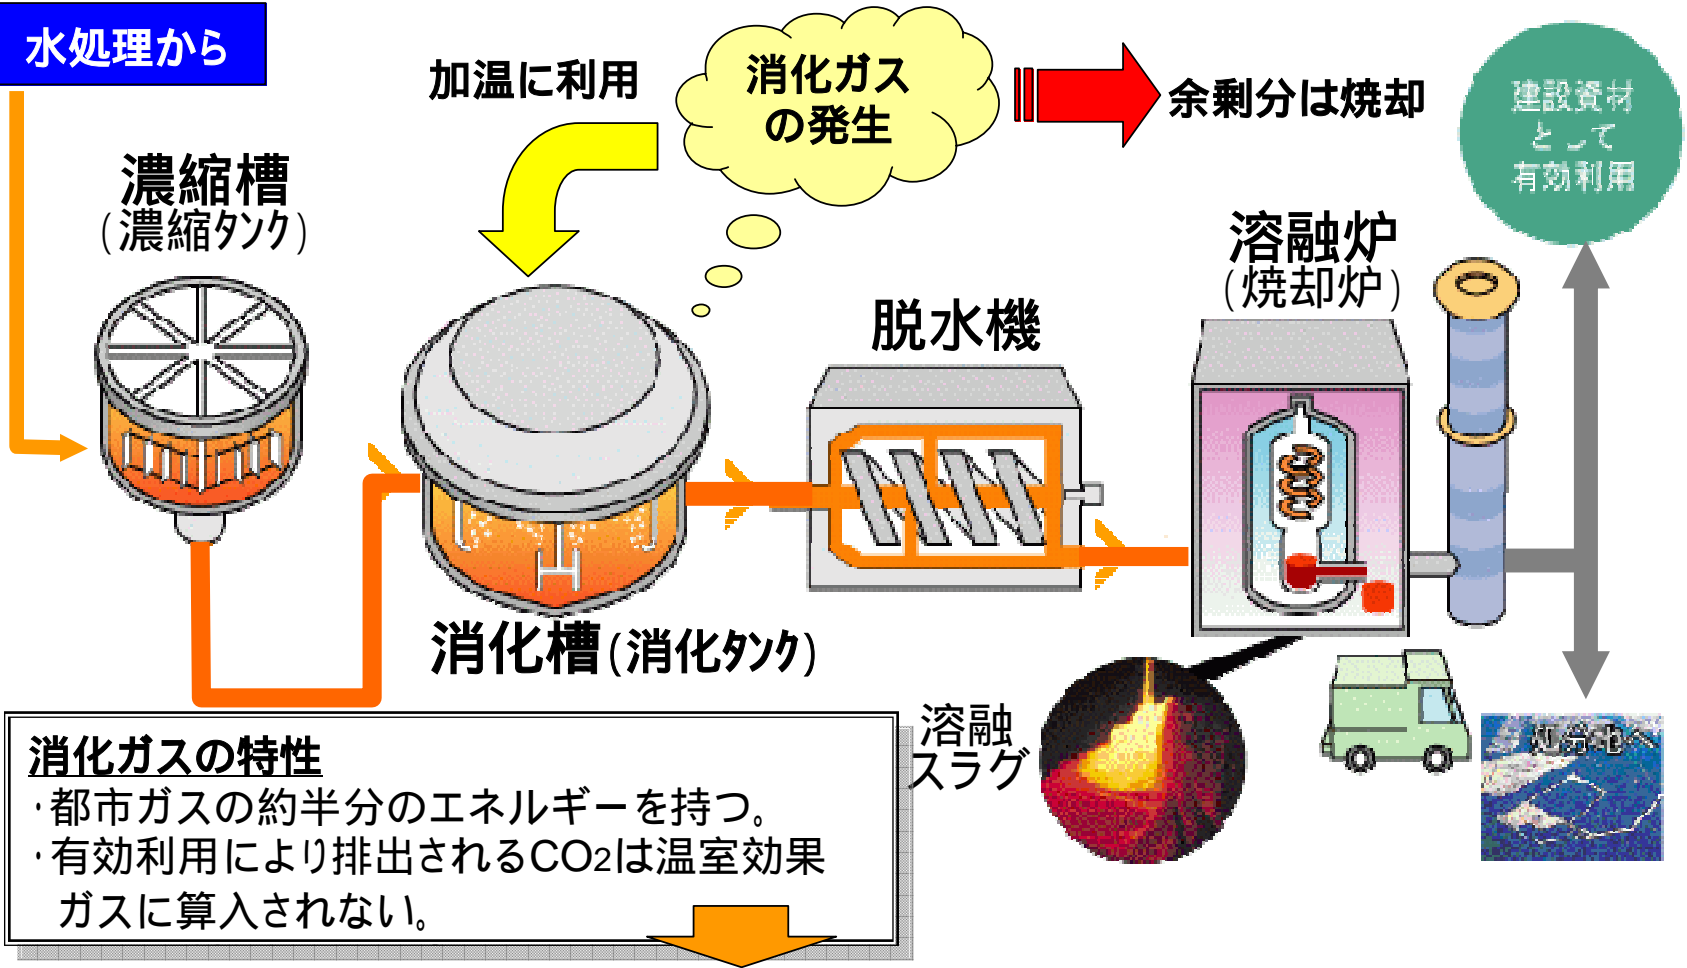 水処理から
加温に利用
消化ガス
の発生
余剰分は焼却
建設資材
として
有効利用
濃縮槽
(濃縮タンク)
溶融炉
(焼却炉)
脱水機
消化槽(消化タンク)
溶融
スラグ
処分地へ
消化ガスの特性
・都市ガスの約半分のエネルギーを持つ。
・有効利用により排出されるCO2は温室効果
ガスに算入されない。